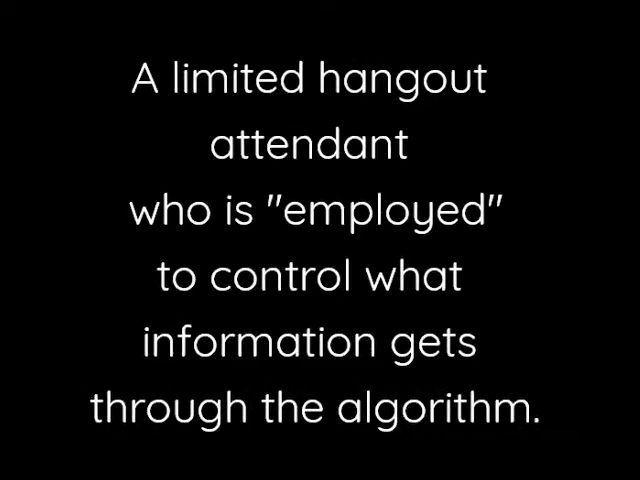 A limited hangout
attendant
who is "employed"
to control what
information gets
through the algorithm.